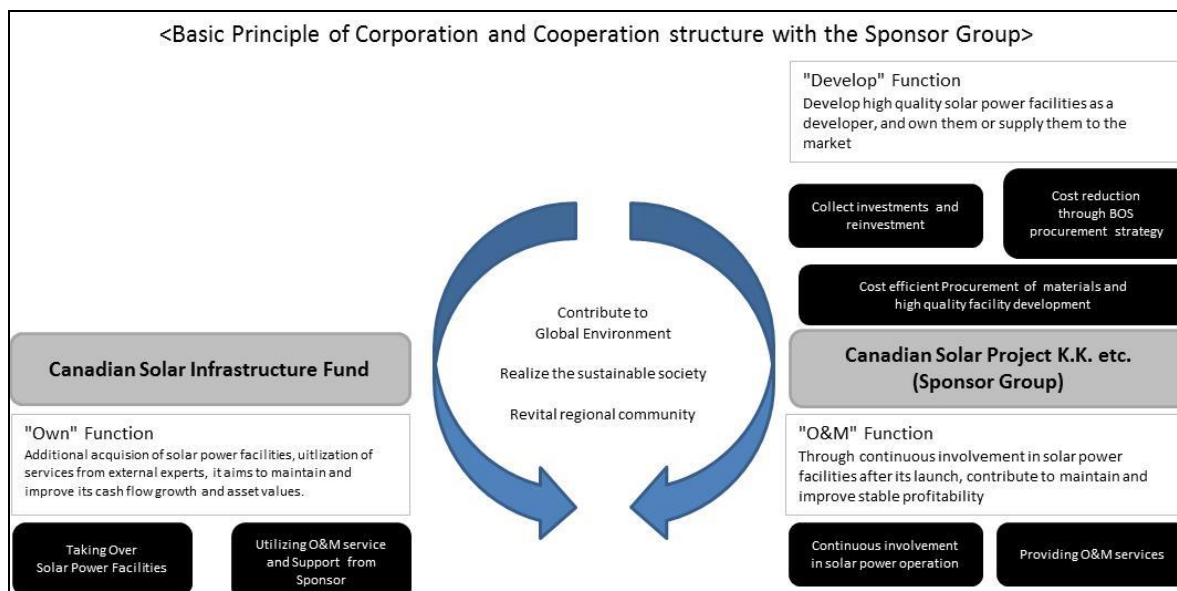 <Basic Principle of Corporation and Cooperation structure with the Sponsor Group>
"Develop" Function
Develop high quality solar power facilities as a
developer, and own them or supply them to the
market
Collect investments and
reinvestment
Cost reduction
through BOS
procurement strategy
Cost efficient Procurement of materials and
high quality facility development
Contribute to
Global Environment
Realize the sustainable society
Revital regional community
Canadian Solar Infrastructure Fund
Canadian Solar Project K.K. etc.
(Sponsor Group)
"Own" Function
Additional acquision of solar power facilities, uitlization of
services from external experts, it aims to maintain and
improve its cash flow growth and asset values.
Taking Over
Solar Power Facilities
Utilizing O&M service
and Support from
Sponsor
"O&M" Function
Through continuous involvement in solar power
facilities after its launch, contribute to maintain and
improve stable profitability
Continuous involvement
in solar power operation
Providing O&M services